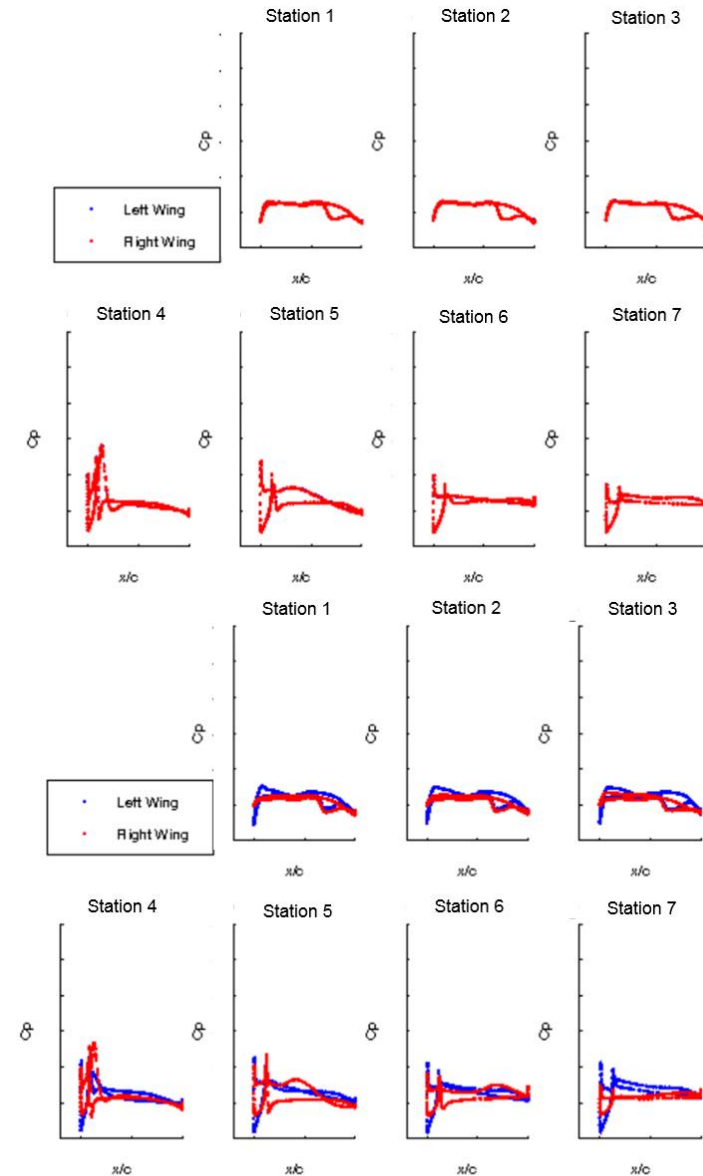 Station 1
Station 2
Station 3
Cp
Cp
Cp
Left Wing
Right Wing
x/c
x/c
x/c
Station 4
Station 5
Station 6
Station 7
Cp
Cp
Cp
Cp
x/c
x/c
x/c
x/c
Station 1
Station 2
Station 3
Cp
Cp
Cp
Left Wing
Right Wing
x/c
x/c
x/c
Station 4
Station 5
Station 6
Station 7
Cp
Cp
Cp
Cp
x/c
x/c
x/c
x/c